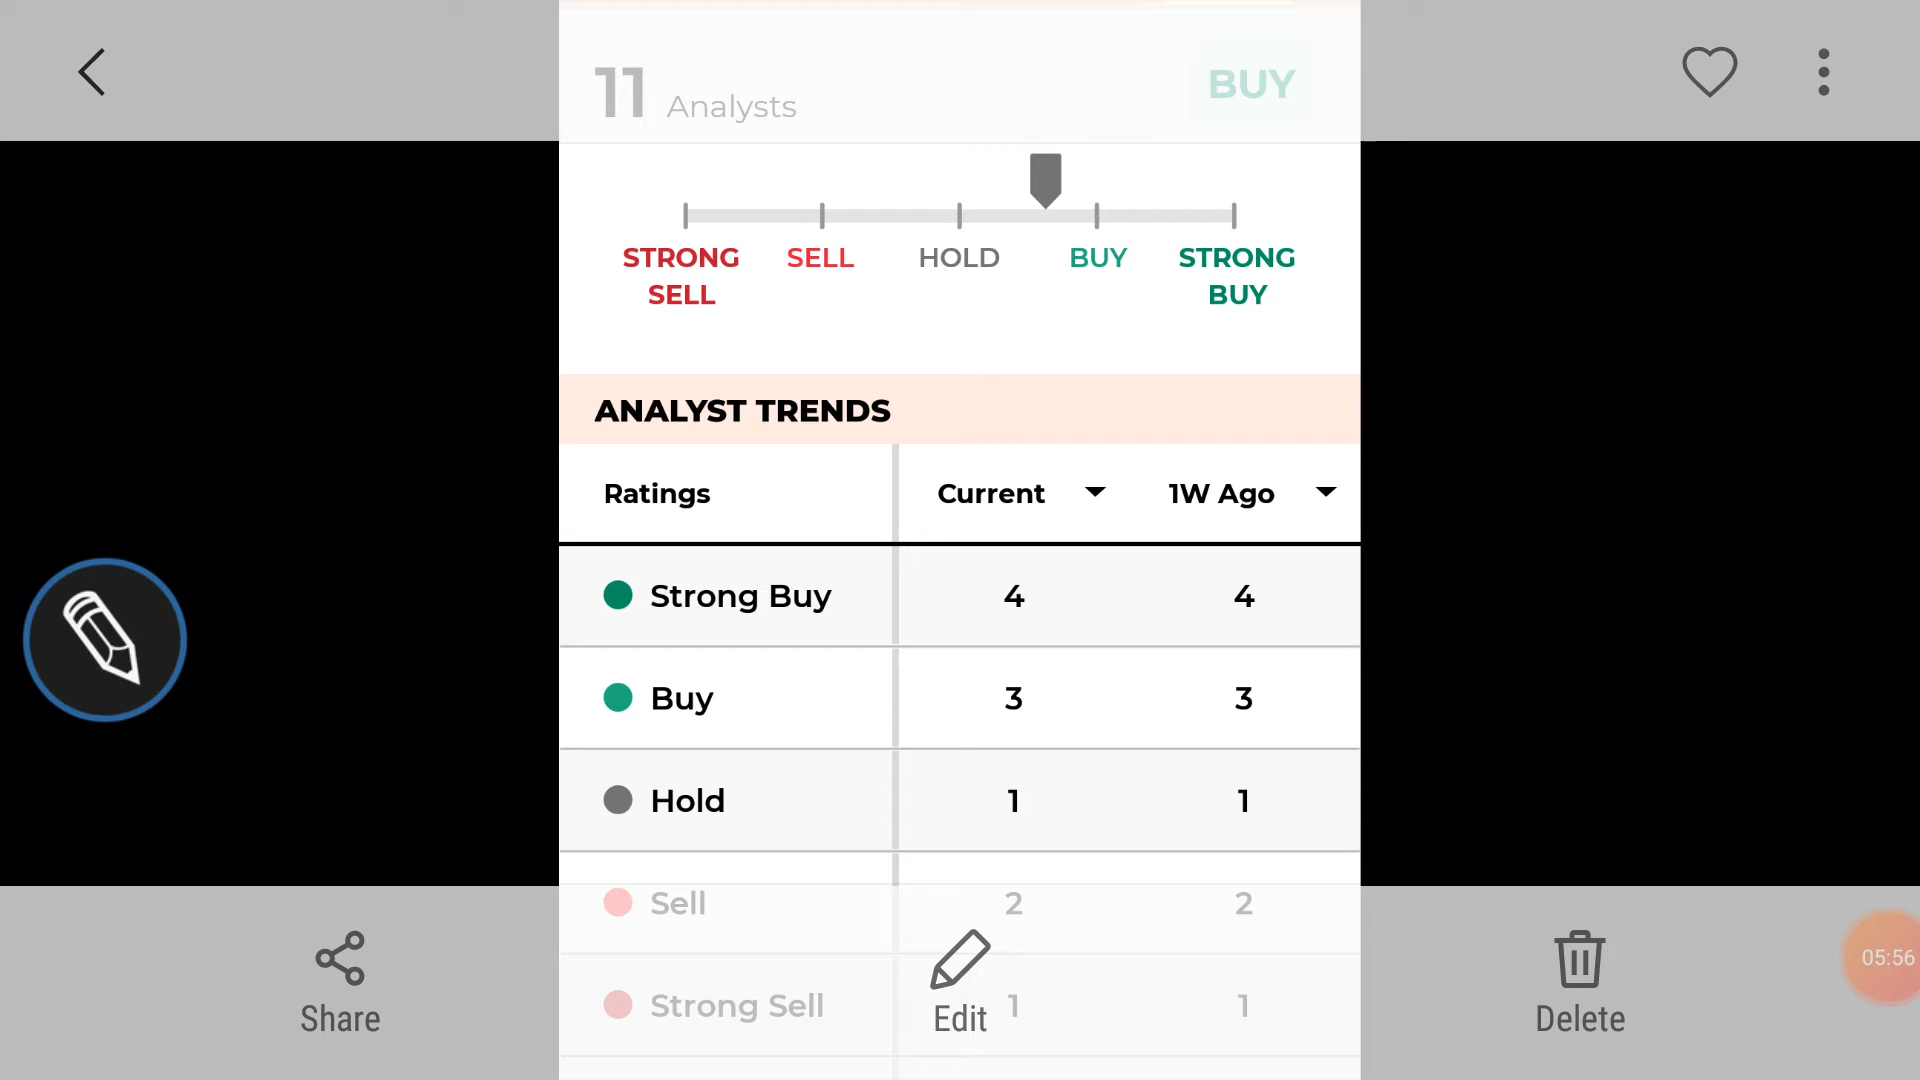 11 Analysts BUY
STRONG SELL SELL HOLD BUY STRONG BUY
ANALYST TRENDS
Ratings Current 1W Ago
Strong Buy 4 4
Buy 3 3
Hold 1 1
Sell 2 2
Strong Sell 1 1
Share Edit Delete
05:56